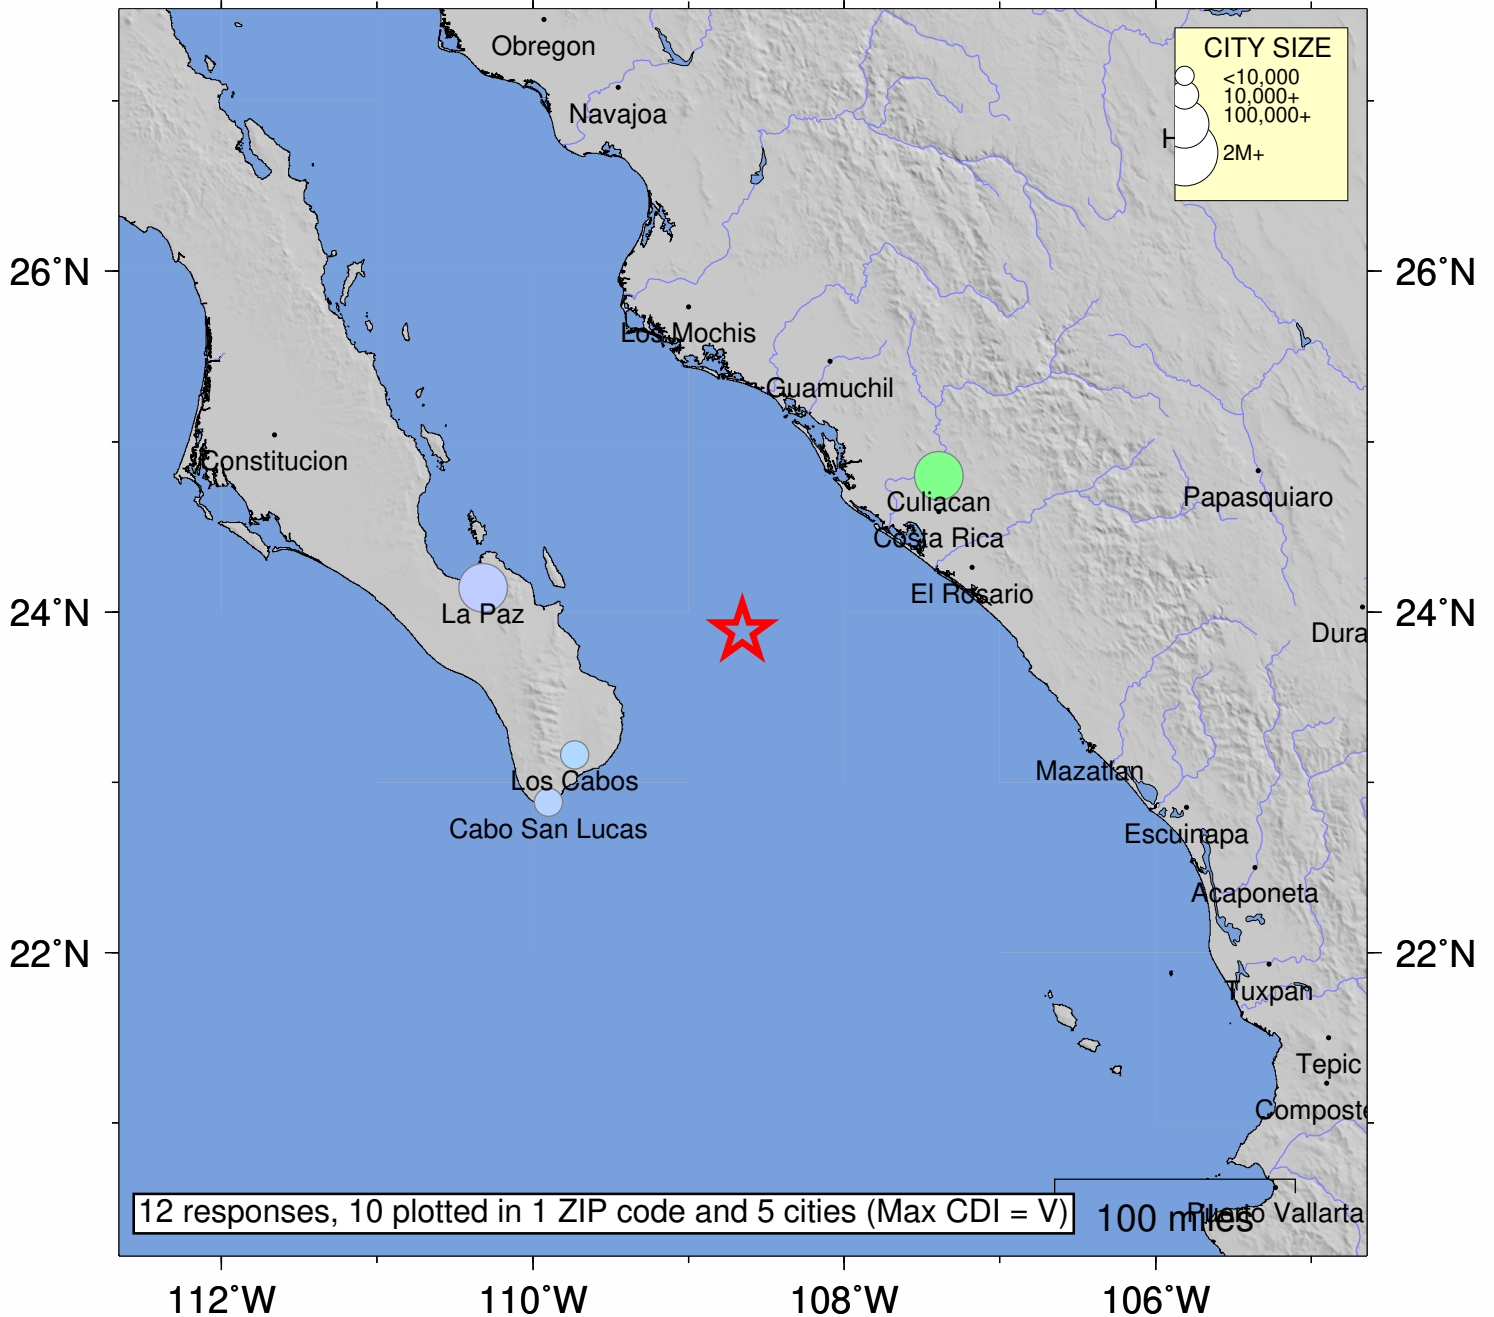 Obregon
CITY SIZE
<10,000
10,000+
100,000+
2M+
Navajoa
H
26°N
26°N
Los Mochis
Guamuchil
Constitucion
Culiacan
Papasquiaro
Costa Rica
El Rosario
La Paz
24°N
24°N
Dura
Mazatlan
Los Cabos
Cabo San Lucas
Escuinapa
Acaponeta
22°N
22°N
Tuxpan
Tepic
Composte
12 responses, 10 plotted in 1 ZIP code and 5 cities (Max CDI = V)
100 miles
Puerto Vallarta
112°W
110°W
108°W
106°W